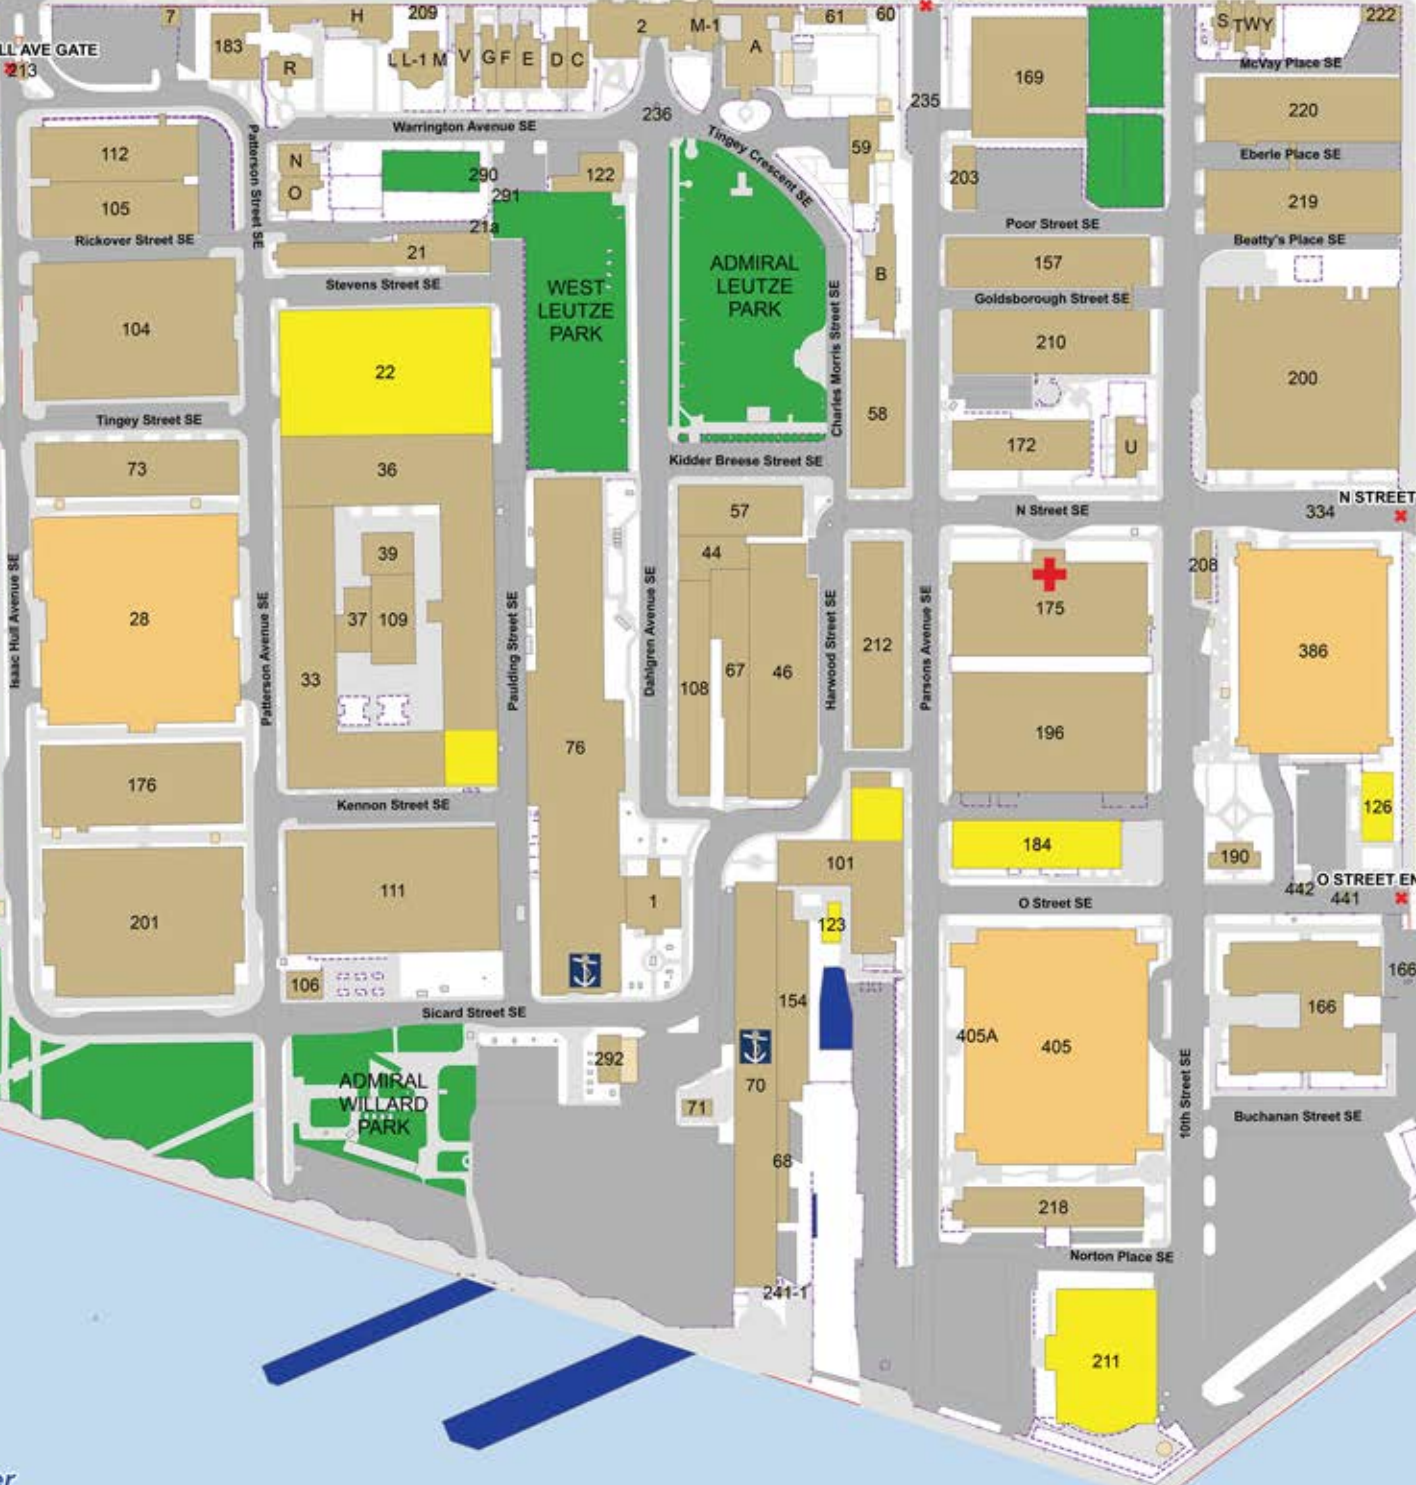 7
H
209
2
M-1
61
60
S
T
W
Y
222
183
LL AVE GATE
213
R
L
L-1
M
V
G
F
E
D
C
A
169
McVay Place SE
235
236
220
Warrington Avenue SE
Tingey Crescent SE
112
Patterson Street SE
N
O
290
291
122
59
203
Eberle Place SE
105
219
21a
Rickover Street SE
Poor Street SE
Beatty's Place SE
21
Stevens Street SE
WEST
LEUTZE
PARK
ADMIRAL
LEUTZE
PARK
Charles Morris Street SE
B
157
Goldsborough Street SE
104
22
210
200
58
Tingey Street SE
73
36
Kidder Breese Street SE
172
U
57
N Street SE
N STREET
334
39
44
Isaac Hull Avenue SE
28
Patterson Avenue SE
37
109
Paulding Street SE
Dahlgren Avenue SE
Harwood Street SE
212
Parsons Avenue SE
175
208
386
33
108
67
46
76
196
176
Kennon Street SE
126
184
101
190
111
1
201
O STREET EN
442
441
O Street SE
123
106
154
166
166
Sicard Street SE
292
405A
405
ADMIRAL
WILLARD
PARK
70
71
10th Street SE
Buchanan Street SE
68
218
Norton Place SE
241-1
211
er